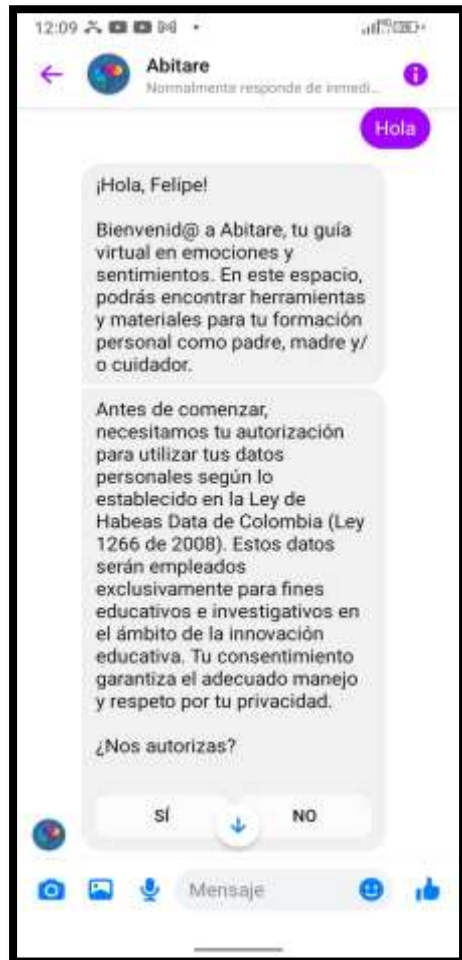 12:09
Abitare
Normalmente responde de inmedi...
Hola
¡Hola, Felipe!
Bienvenid@ a Abitare, tu guía
virtual en emociones y
sentimientos. En este espacio,
podrás encontrar herramientas
y materiales para tu formación
personal como padre, madre y/
o cuidador.
Antes de comenzar,
necesitamos tu autorización
para utilizar tus datos
personales según lo
establecido en la Ley de
Habeas Data de Colombia (Ley
1266 de 2008). Estos datos
serán empleados
exclusivamente para fines
educativos e investigativos en
el ámbito de la innovación
educativa. Tu consentimiento
garantiza el adecuado manejo
y respeto por tu privacidad.
¿Nos autorizas?
SÍ NO
Mensaje